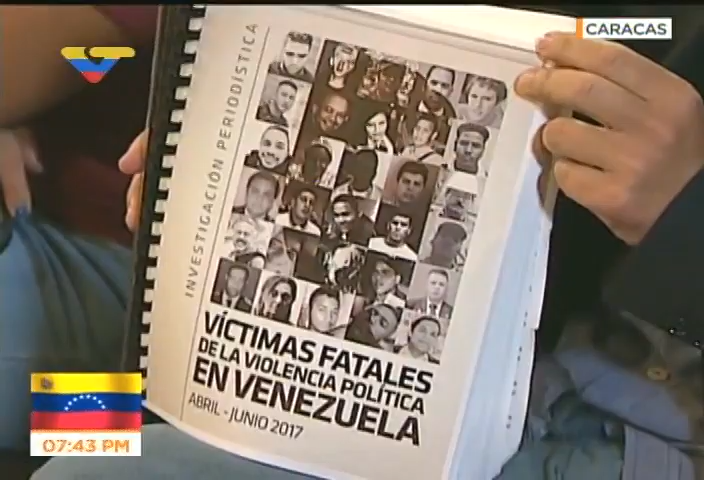 CARACAS
INVESTIGACIÓN PERIODÍSTICA
VÍCTIMAS FATALES
DE LA VIOLENCIA POLÍTICA
EN VENEZUELA
ABRIL - JUNIO 2017
07:43 PM